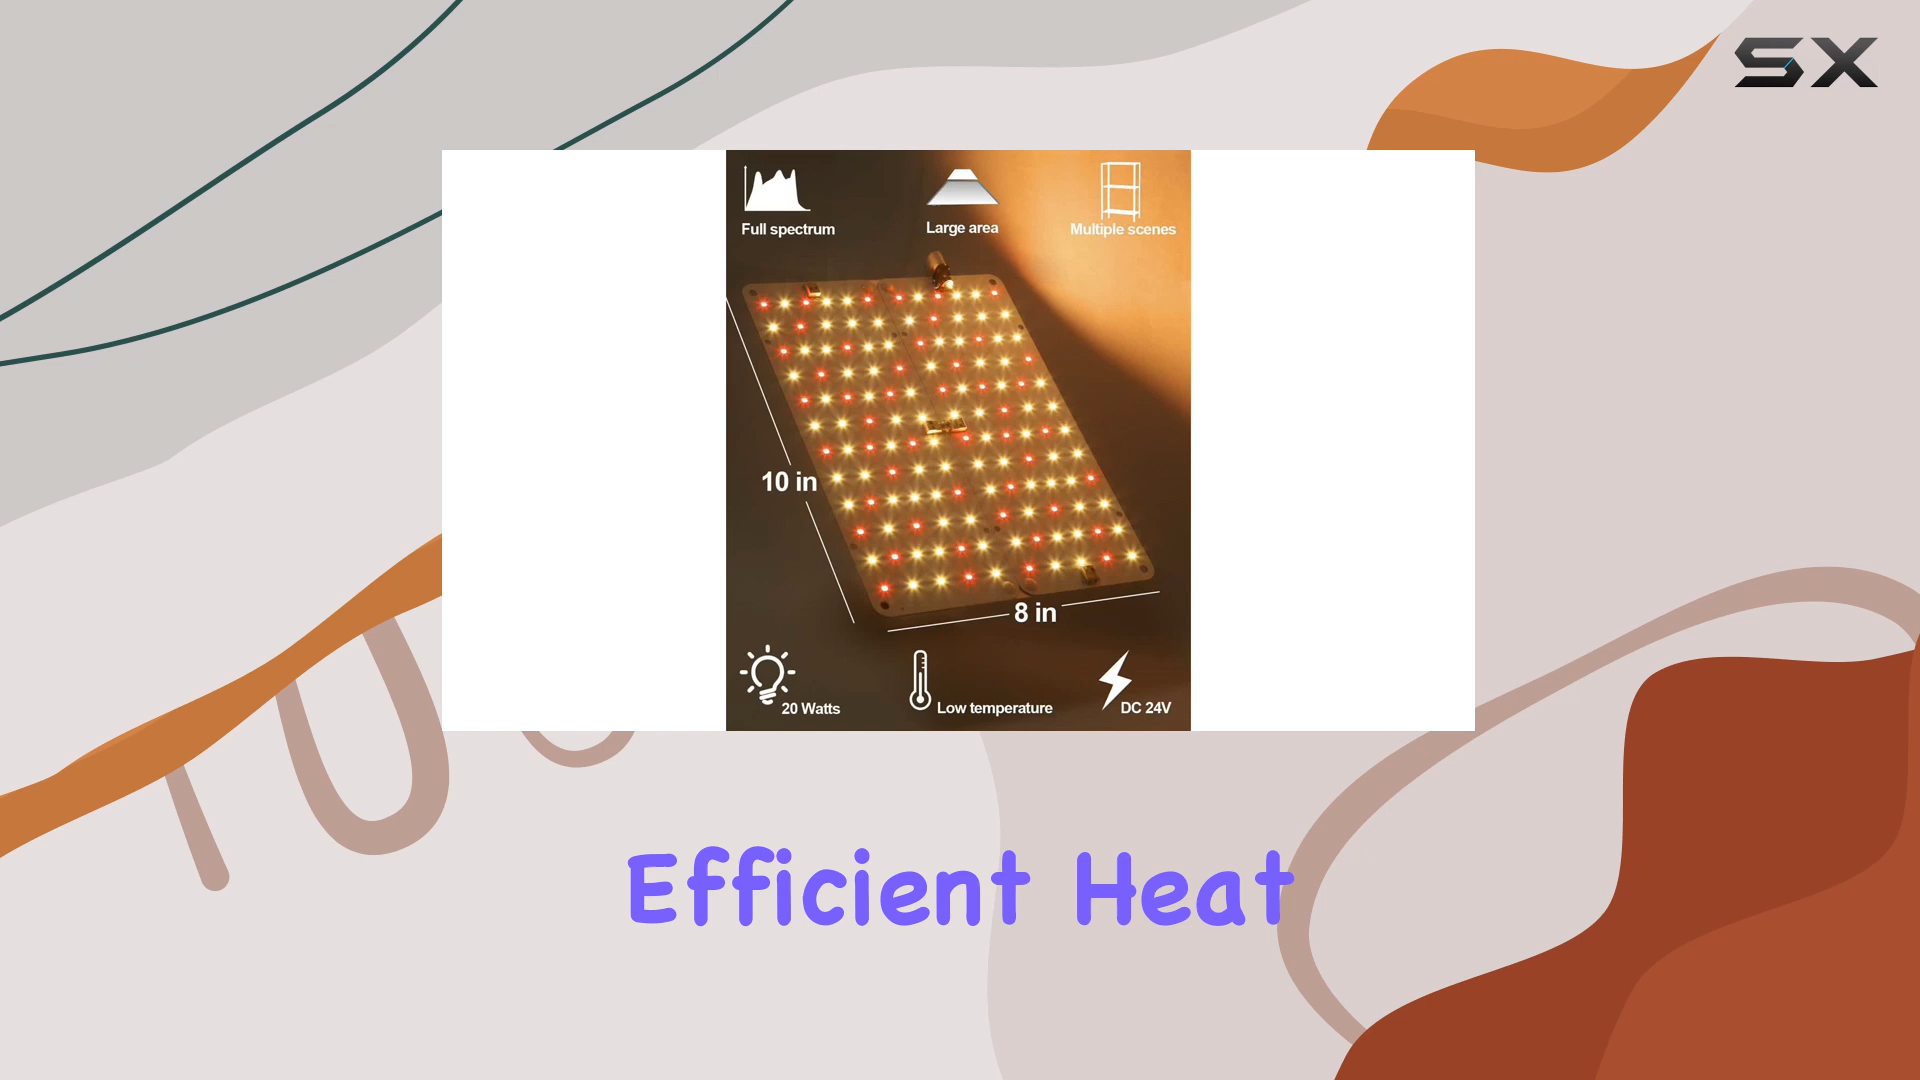 SX
Full spectrum
Large area
Multiple scenes
10 in
8 in
20 Watts
Low temperature
DC 24V
Efficient Heat